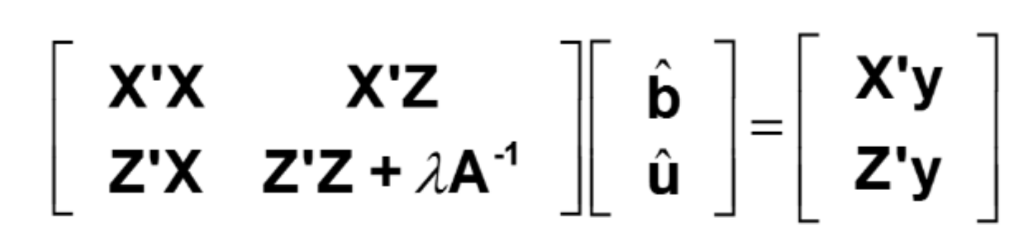 [ X'X X'Z ] [ b̂ ] = [ X'y ]
[ Z'X Z'Z + λA⁻¹ ] [ û ] [ Z'y ]